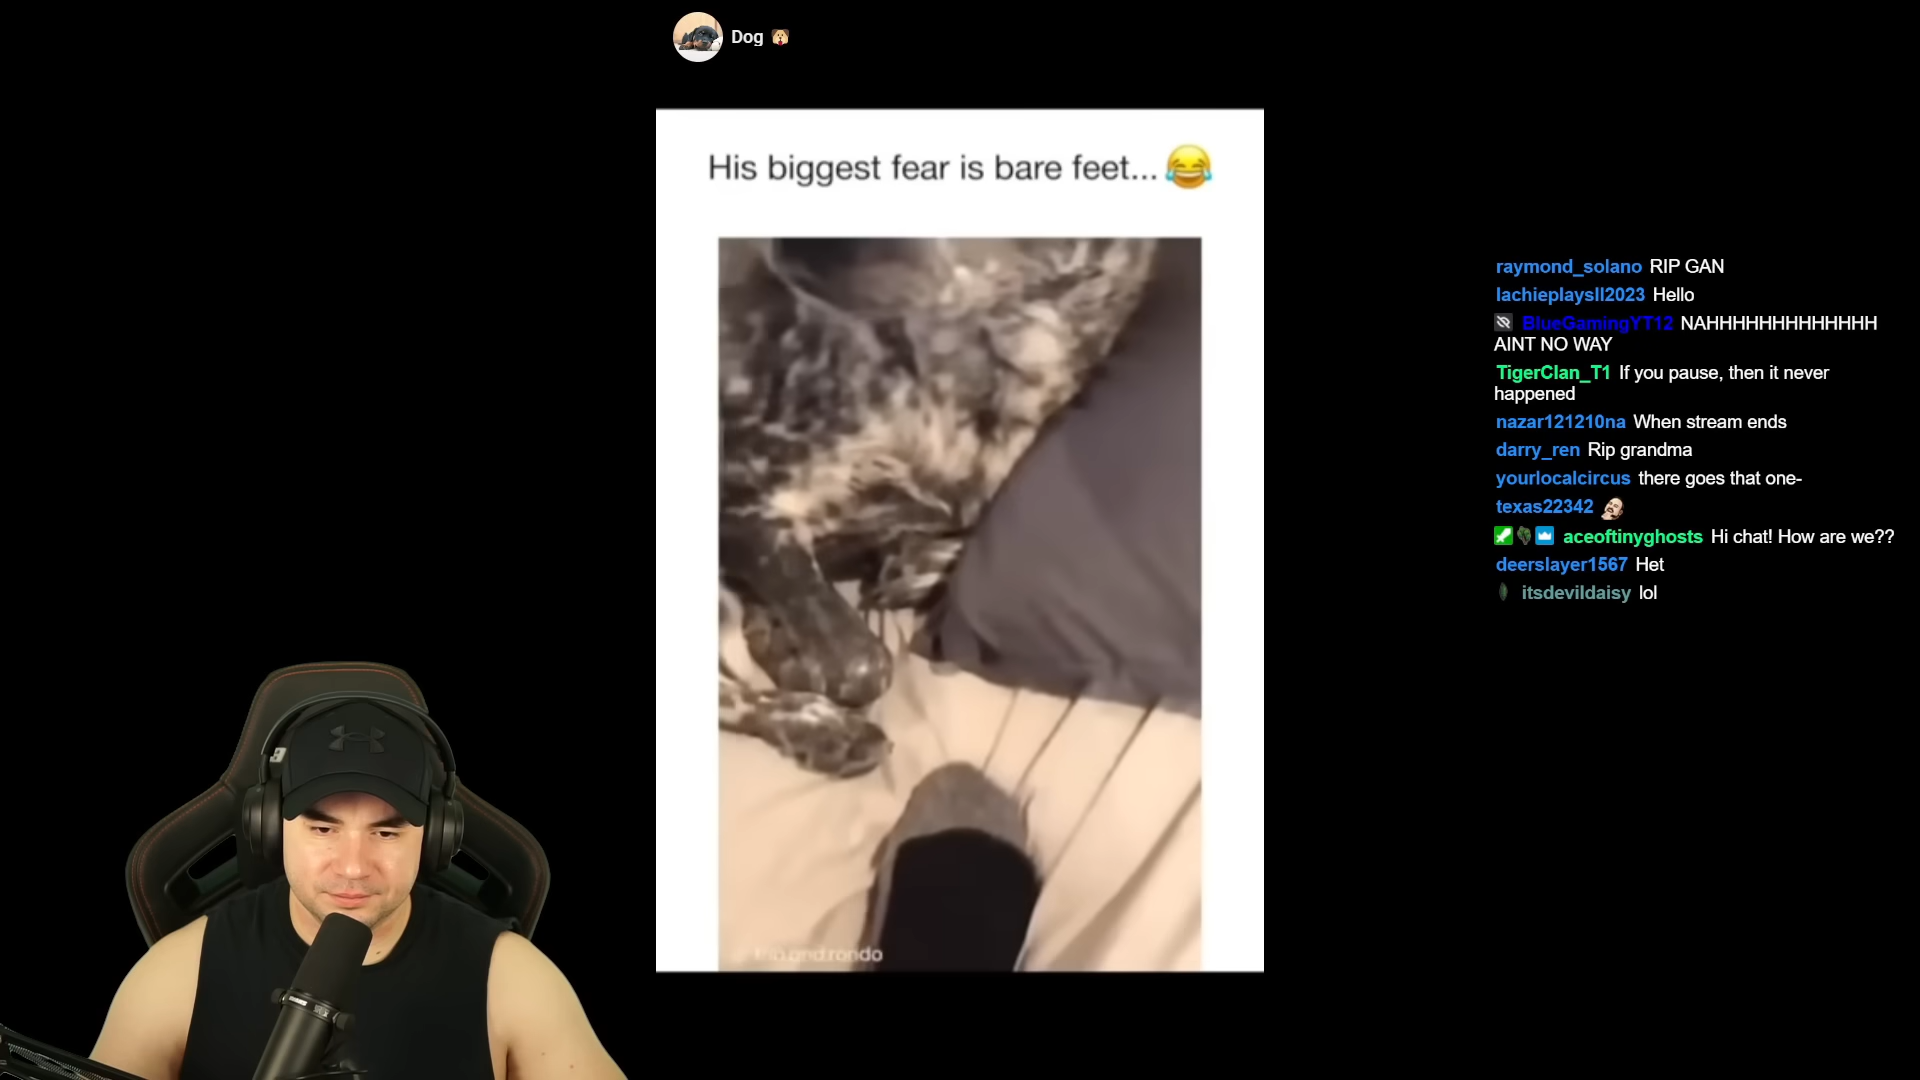 Dog
His biggest fear is bare feet...
raymond_solano RIP GAN
lachieplaysll2023 Hello
BlueGamingYT12 NAHHHHHHHHHHHHH
AINT NO WAY
TigerClan_T1 If you pause, then it never
happened
nazar121210na When stream ends
darry_ren Rip grandma
yourlocalcircus there goes that one-
texas22342
aceoftinyghosts Hi chat! How are we??
deerslayer1567 Het
itsdevildaisy lol
and.rondo